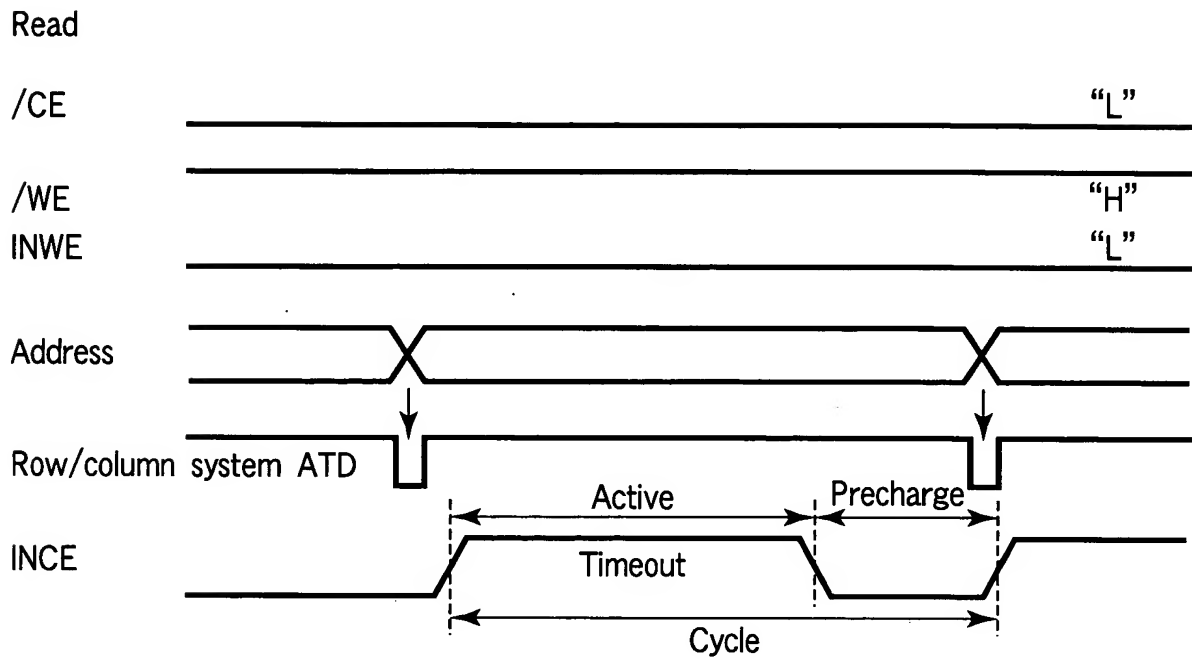 Read
/CE
“L”
/WE
“H”
INWE
“L”
Address
Row/column system ATD
Active
Precharge
INCE
Timeout
Cycle